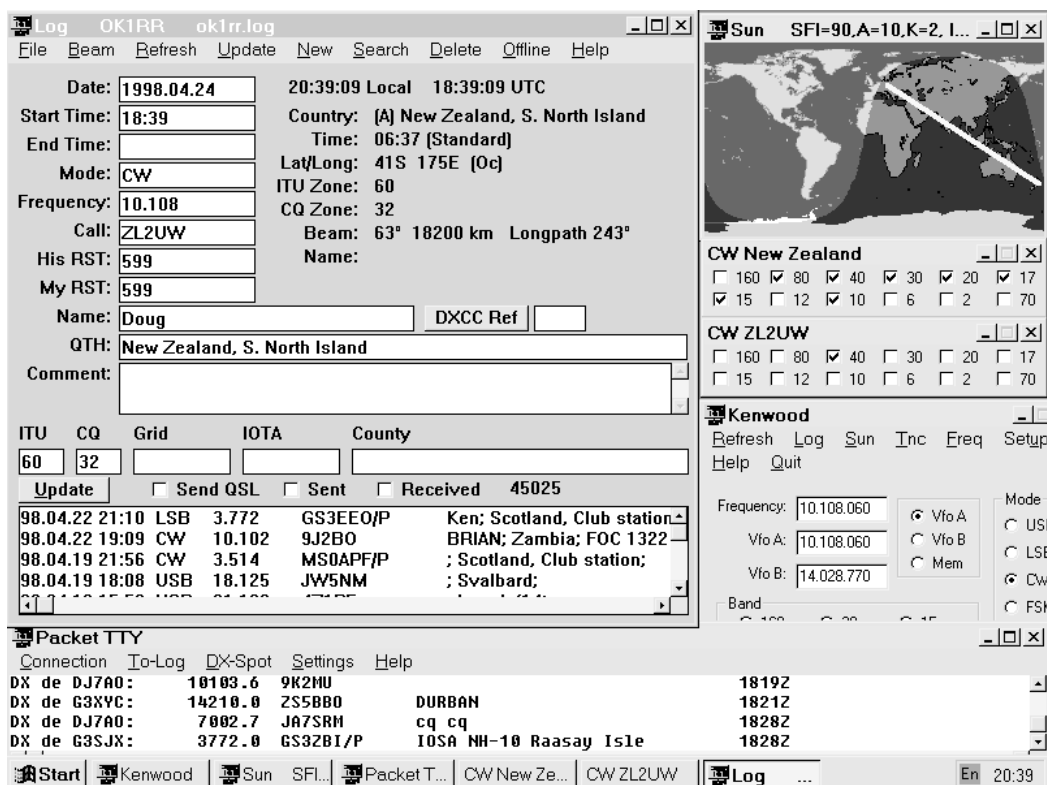 Log OK1RR ok1rr.log
File Beam Refresh Update New Search Delete Offline Help
Date: 1998.04.24
20:39:09 Local 18:39:09 UTC
Start Time: 18:39
Country: (A) New Zealand, S. North Island
End Time:
Time: 06:37 (Standard)
Mode: CW
Lat/Long: 41S 175E (Oc)
ITU Zone: 60
Frequency: 10.108
CQ Zone: 32
Call: ZL2UW
Beam: 63° 18200 km Longpath 243°
His RST: 599
Name:
My RST: 599
Name: Doug
DXCC Ref
QTH: New Zealand, S. North Island
Comment:
ITU CQ Grid IOTA County
60 32
Update Send QSL Sent Received 45025
98.04.22 21:10 LSB 3.772 GS3EEO/P Ken; Scotland, Club station
98.04.22 19:09 CW 10.102 9J2BO BRIAN; Zambia; FOC 1322
98.04.19 21:56 CW 3.514 MS0APF/P ; Scotland, Club station;
98.04.19 18:08 USB 18.125 JW5NM ; Svalbard;
Sun SFI=90,A=10,K=2, I...
CW New Zealand
160 80 40 30 20 17
15 12 10 6 2 70
CW ZL2UW
160 80 40 30 20 17
15 12 10 6 2 70
Kenwood
Refresh Log Sun Tnc Freq Setup
Help Quit
Frequency: 10.108.060
Vfo A: 10.108.060
Vfo B: 14.028.770
Vfo A
Vfo B
Mem
Mode
USB
LSB
CW
FSK
Band
Packet TTY
Connection To-Log DX-Spot Settings Help
DX de DJ7AO: 10103.6 9K2MU 1819Z
DX de G3XYC: 14210.0 ZS5BBO DURBAN 1821Z
DX de DJ7AO: 7002.7 JA7SRM cq cq 1828Z
DX de G3SJX: 3772.0 GS3ZBI/P IOSA NH-10 Raasay Isle 1828Z
Start Kenwood Sun SFI... Packet T... CW New Ze... CW ZL2UW Log ... En 20:39